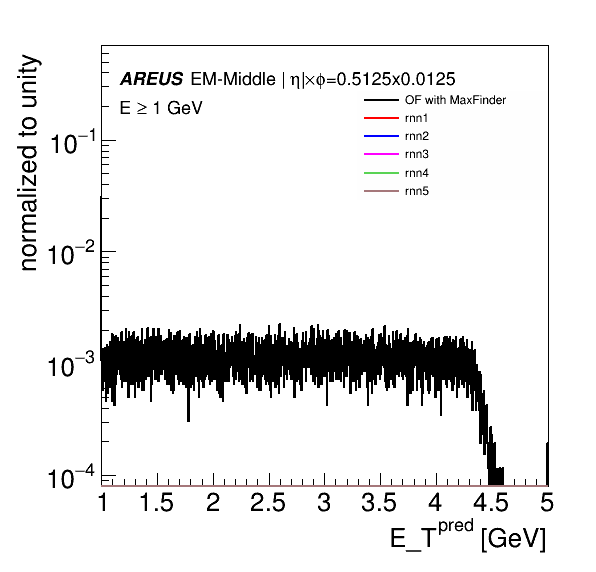 normalized to unity
AREUS EM-Middle | η|×ϕ=0.5125x0.0125
E ≥ 1 GeV
OF with MaxFinder
rnn1
rnn2
rnn3
rnn4
rnn5
10−1
10−2
10−3
10−4
1 1.5 2 2.5 3 3.5 4 4.5 5
E_Tpred [GeV]